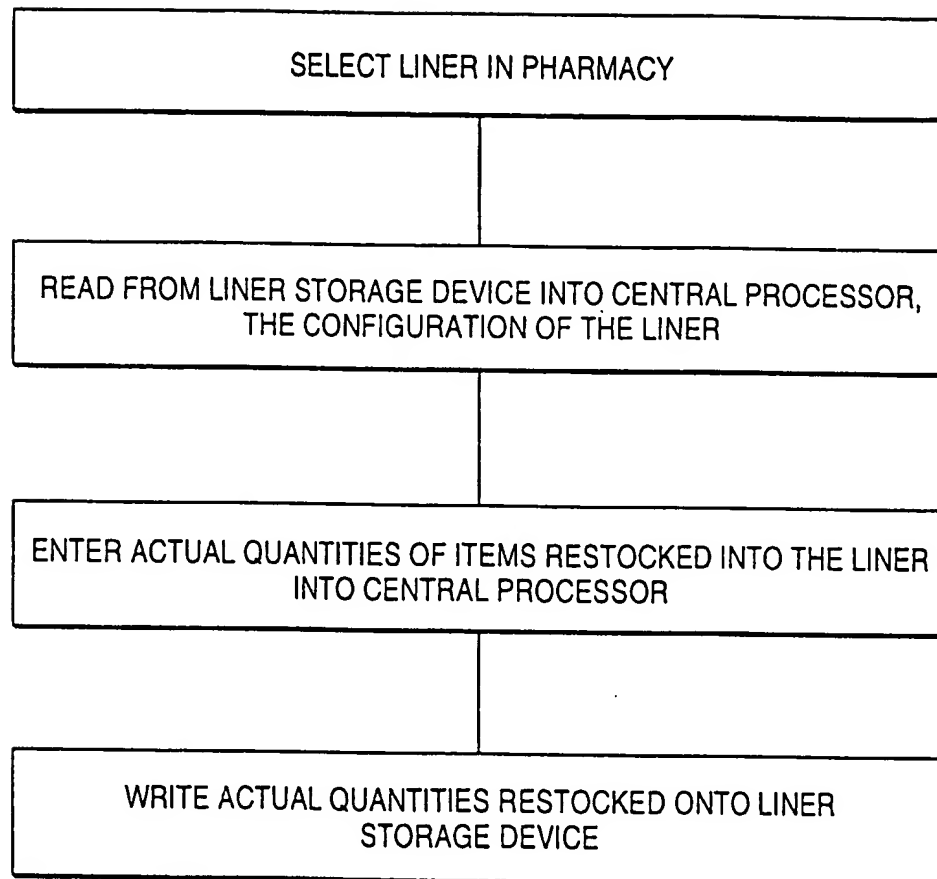 SELECT LINER IN PHARMACY
READ FROM LINER STORAGE DEVICE INTO CENTRAL PROCESSOR,
THE CONFIGURATION OF THE LINER
ENTER ACTUAL QUANTITIES OF ITEMS RESTOCKED INTO THE LINER
INTO CENTRAL PROCESSOR
WRITE ACTUAL QUANTITIES RESTOCKED ONTO LINER
STORAGE DEVICE